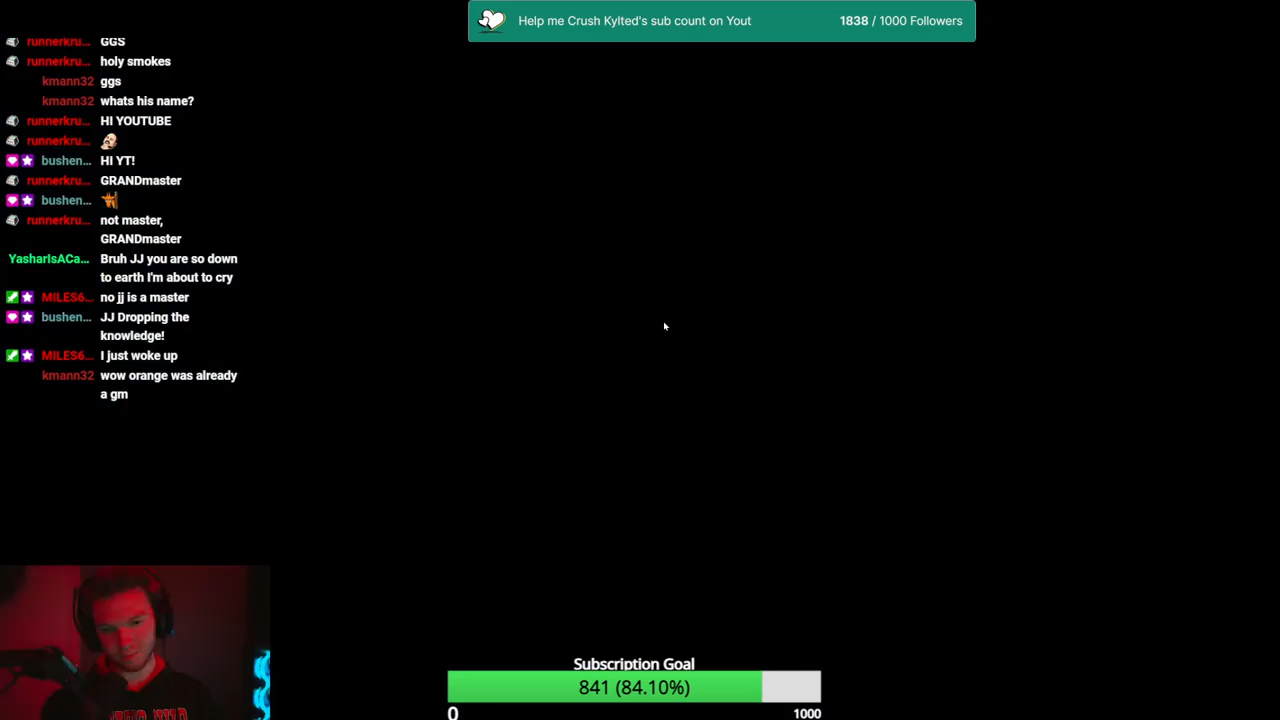 Help me Crush Kylted's sub count on Yout 1838 / 1000 Followers
runnerkru... GGS
runnerkru... holy smokes
kmann32 ggs
kmann32 whats his name?
runnerkru... HI YOUTUBE
runnerkru...
bushen... HI YT!
runnerkru... GRANDmaster
bushen...
runnerkru... not master,
GRANDmaster
YasharIsACa... Bruh JJ you are so down
to earth I'm about to cry
MILES6... no jj is a master
bushen... JJ Dropping the
knowledge!
MILES6... I just woke up
kmann32 wow orange was already
a gm
Subscription Goal
841 (84.10%)
0 1000